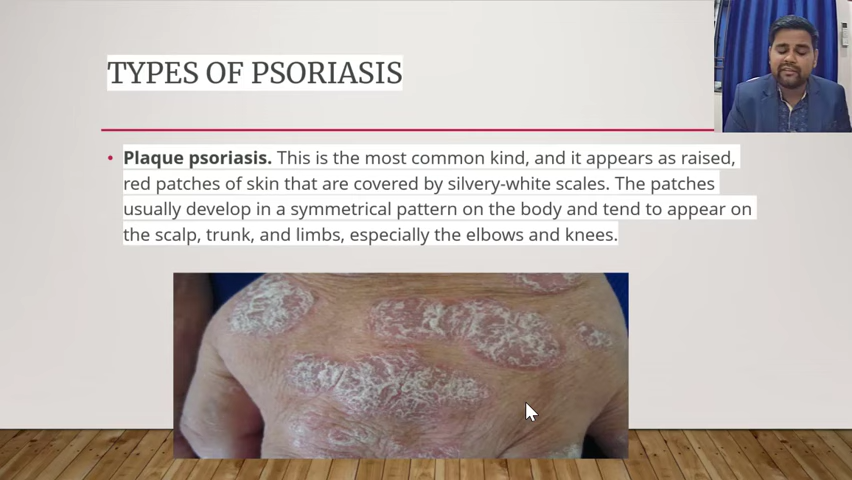 TYPES OF PSORIASIS
• Plaque psoriasis. This is the most common kind, and it appears as raised,
red patches of skin that are covered by silvery-white scales. The patches
usually develop in a symmetrical pattern on the body and tend to appear on
the scalp, trunk, and limbs, especially the elbows and knees.